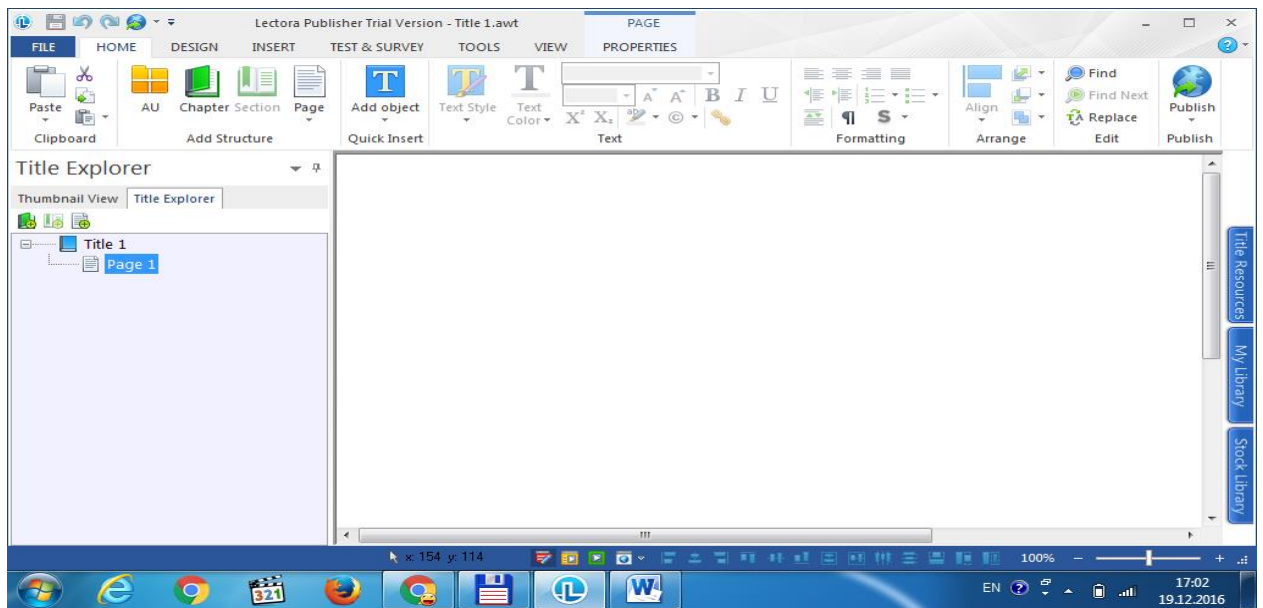 Lectora Publisher Trial Version - Title 1.awt
PAGE
FILE HOME DESIGN INSERT TEST & SURVEY TOOLS VIEW PROPERTIES
Find
Find Next
Replace
Paste AU Chapter Section Page Add object Text Style Text Color B I U Align Publish
Clipboard Add Structure Quick Insert Text Formatting Arrange Edit Publish
Title Explorer
Thumbnail View Title Explorer
Title 1
Page 1
Title Resources
My Library
Stock Library
x: 154 y: 114 100%
321
EN 17:02
19.12.2016